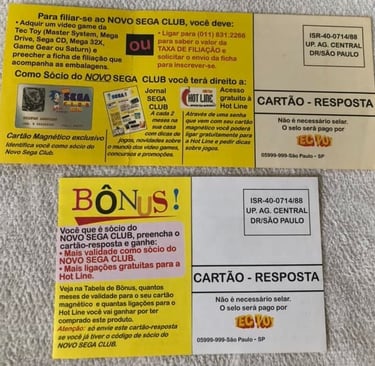 Para filiar-se ao NOVO SEGA CLUB, você deve:
• Adquir um vídeo game da
Tec Toy (Master System, Mega
Drive, Sega CD, Mega 32X,
Game Gear ou Saturn) e
preecher a ficha de filiação que
acompanha as embalagens.
OU
• Ligar para (011) 831.2266
para saber o valor da
TAXA DE FILIAÇÃO e
solicitar o envio da ficha
para inscrever-se.
Como Sócio do NOVO SEGA CLUB você terá direito a:
SEGA
Cartão Magnético exclusivo
Identifica você como sócio do
Novo Sega Club.
Jornal
SEGA
CLUB
A cada 2
meses na
sua casa
com dicas de
jogos, novidades sobre
o mundo dos vídeo games,
concursos e promoções.
HOT LINE
Acesso
gratuito à
Hot Line
Através de uma senha
que vem com seu cartão
magnético você poderá
ligar gratuitamente para
a Hot Line e pedir dicas
sobre jogos.
ISR-40-0714/88
UP. AG. CENTRAL
DR/SÃO PAULO
CARTÃO - RESPOSTA
Não é necessário selar.
O selo será pago por
TEC TOY
05999-999-São Paulo - SP
BÔNUS!
Você que é sócio do
NOVO SEGA CLUB, preencha o
cartão-resposta e ganhe:
• Mais validade como sócio do
NOVO SEGA CLUB.
• Mais ligações gratuitas para a
Hot Line.
Veja na Tabela de Bônus, quantos
meses de validade para o seu cartão
magnético e quantas ligações para o
Hot Line você vai ganhar por ter
comprado este produto.
Atenção: só envie este cartão-resposta
se você já tiver o código de sócio do
NOVO SEGA CLUB.
ISR-40-0714/88
UP. AG. CENTRAL
DR/SÃO PAULO
CARTÃO - RESPOSTA
Não é necessário selar.
O selo será pago por
TEC TOY
05999-999-São Paulo - SP